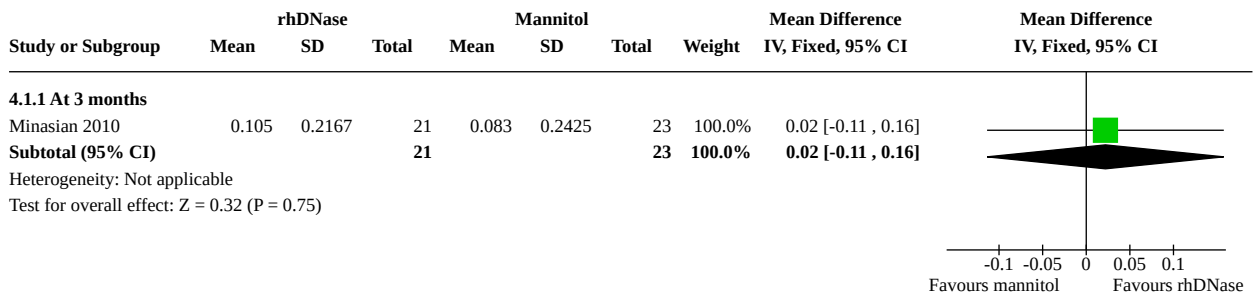 rhDNase Mannitol Mean Difference Mean Difference
Study or Subgroup Mean SD Total Mean SD Total Weight IV, Fixed, 95% CI IV, Fixed, 95% CI
4.1.1 At 3 months
Minasian 2010 0.105 0.2167 21 0.083 0.2425 23 100.0% 0.02 [-0.11 , 0.16]
Subtotal (95% CI) 21 23 100.0% 0.02 [-0.11 , 0.16]
Heterogeneity: Not applicable
Test for overall effect: Z = 0.32 (P = 0.75)
-0.1 -0.05 0 0.05 0.1
Favours mannitol Favours rhDNase